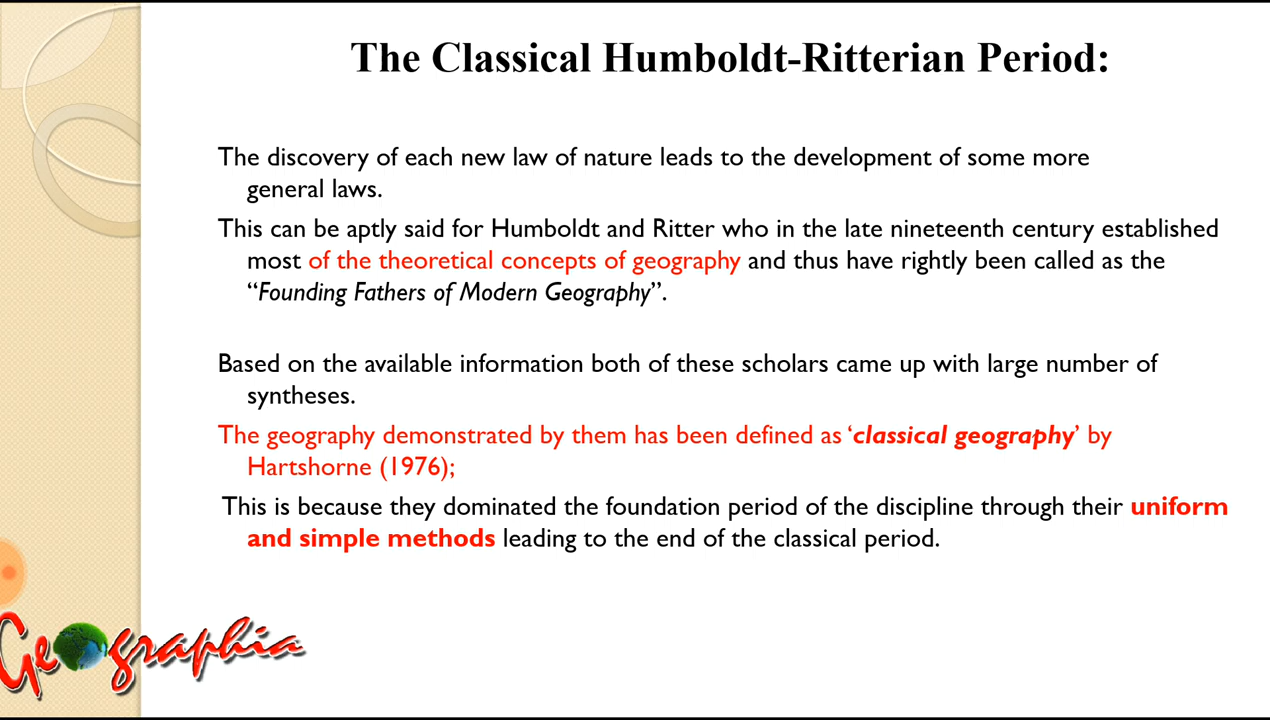 The Classical Humboldt-Ritterian Period:
The discovery of each new law of nature leads to the development of some more
general laws.
This can be aptly said for Humboldt and Ritter who in the late nineteenth century established
most of the theoretical concepts of geography and thus have rightly been called as the
“Founding Fathers of Modern Geography”.
Based on the available information both of these scholars came up with large number of
syntheses.
The geography demonstrated by them has been defined as ‘classical geography’ by
Hartshorne (1976);
This is because they dominated the foundation period of the discipline through their uniform
and simple methods leading to the end of the classical period.
Geographia